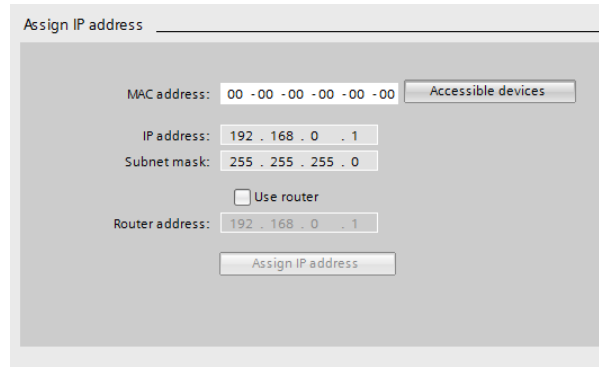 Assign IP address
MAC address: 00 -00 -00 -00 -00 -00 Accessible devices
IP address: 192 . 168 . 0 . 1
Subnet mask: 255 . 255 . 255 . 0
Use router
Router address: 192 . 168 . 0 . 1
Assign IP address